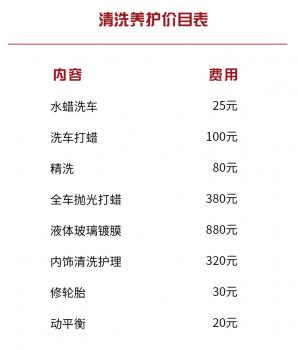 清洗养护价目表
内容 费用
水蜡洗车 25元
洗车打蜡 100元
精洗 80元
全车抛光打蜡 380元
液体玻璃镀膜 880元
内饰清洗护理 320元
修轮胎 30元
动平衡 20元